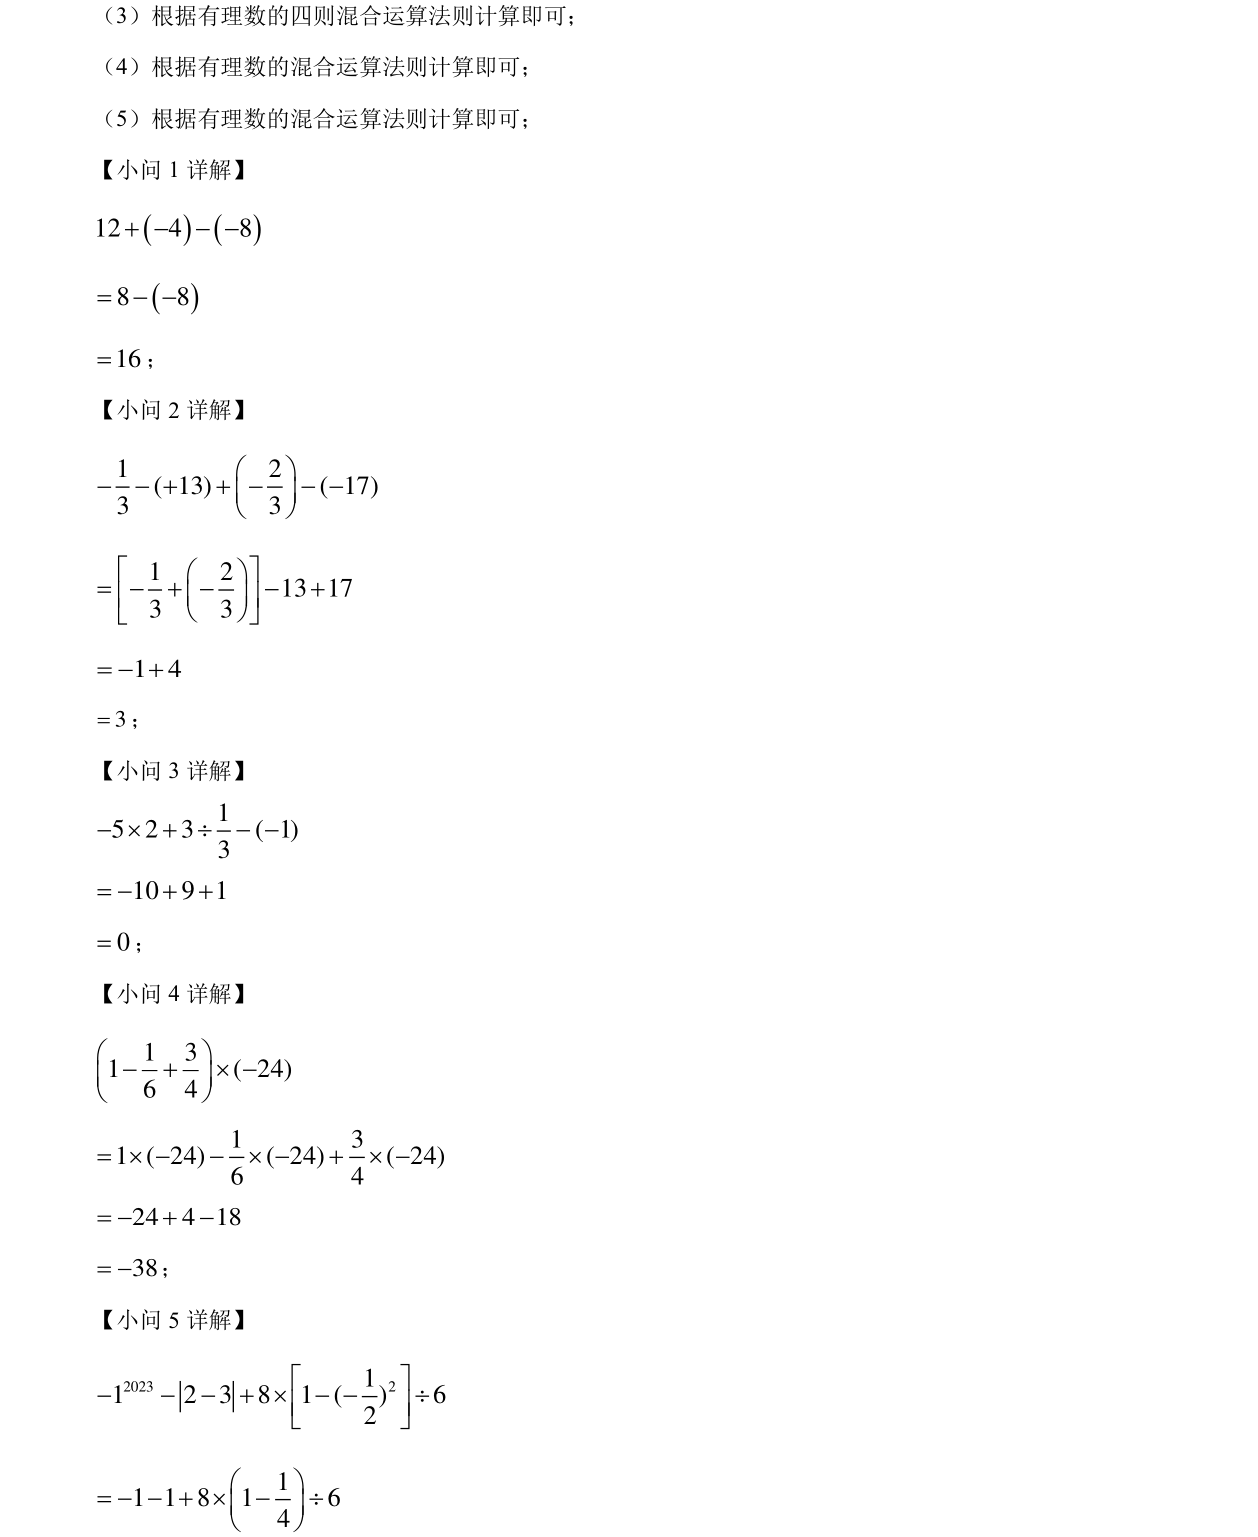 （3）根据有理数的四则混合运算法则计算即可；
（4）根据有理数的混合运算法则计算即可；
（5）根据有理数的混合运算法则计算即可；
【小问 1 详解】
12+(−4)−(−8)
=8−(−8)
=16；
【小问 2 详解】
−1/3−(+13)+(−2/3)−(−17)
=[−1/3+(−2/3)]−13+17
=−1+4
=3；
【小问 3 详解】
−5×2+3÷1/3−(−1)
=−10+9+1
=0；
【小问 4 详解】
(1−1/6+3/4)×(−24)
=1×(−24)−1/6×(−24)+3/4×(−24)
=−24+4−18
=−38；
【小问 5 详解】
−1^2023−|2−3|+8×[1−(−1/2)^2]÷6
=−1−1+8×(1−1/4)÷6